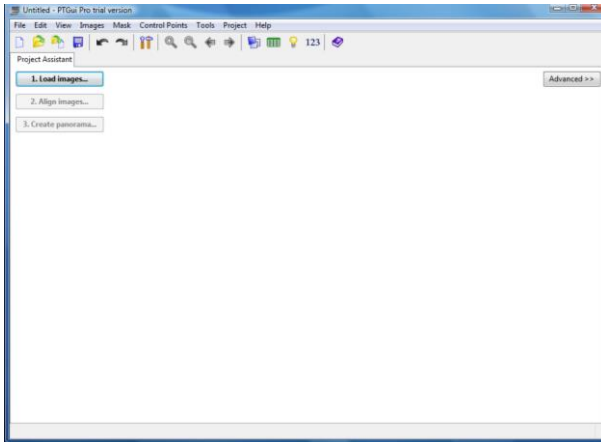 Untitled - PTGui Pro trial version
File Edit View Images Mask Control Points Tools Project Help
123
Project Assistant
1. Load images...
Advanced >>
2. Align images...
3. Create panorama...